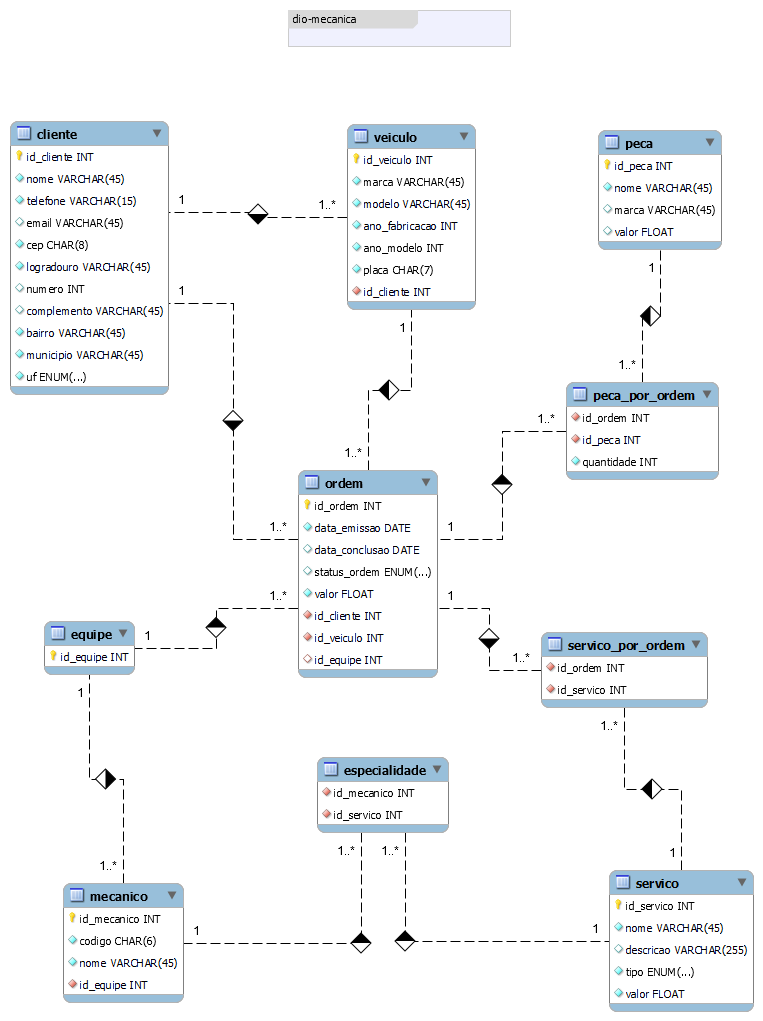 dio-mecanica
cliente
id_cliente INT
nome VARCHAR(45)
telefone VARCHAR(15)
email VARCHAR(45)
cep CHAR(8)
logradouro VARCHAR(45)
numero INT
complemento VARCHAR(45)
bairro VARCHAR(45)
municipio VARCHAR(45)
uf ENUM(...)
1
1..*
1
1..*
veiculo
id_veiculo INT
marca VARCHAR(45)
modelo VARCHAR(45)
ano_fabricacao INT
ano_modelo INT
placa CHAR(7)
id_cliente INT
1
1..*
peca
id_peca INT
nome VARCHAR(45)
marca VARCHAR(45)
valor FLOAT
1
1..*
peca_por_ordem
id_ordem INT
id_peca INT
quantidade INT
1..*
1
ordem
id_ordem INT
data_emissao DATE
data_conclusao DATE
status_ordem ENUM(...)
valor FLOAT
id_cliente INT
id_veiculo INT
id_equipe INT
1..*
1
equipe
id_equipe INT
1
1..*
1
1..*
servico_por_ordem
id_ordem INT
id_servico INT
1..*
1
especialidade
id_mecanico INT
id_servico INT
1..*
1..*
mecanico
id_mecanico INT
codigo CHAR(6)
nome VARCHAR(45)
id_equipe INT
1
1
servico
id_servico INT
nome VARCHAR(45)
descricao VARCHAR(255)
tipo ENUM(...)
valor FLOAT